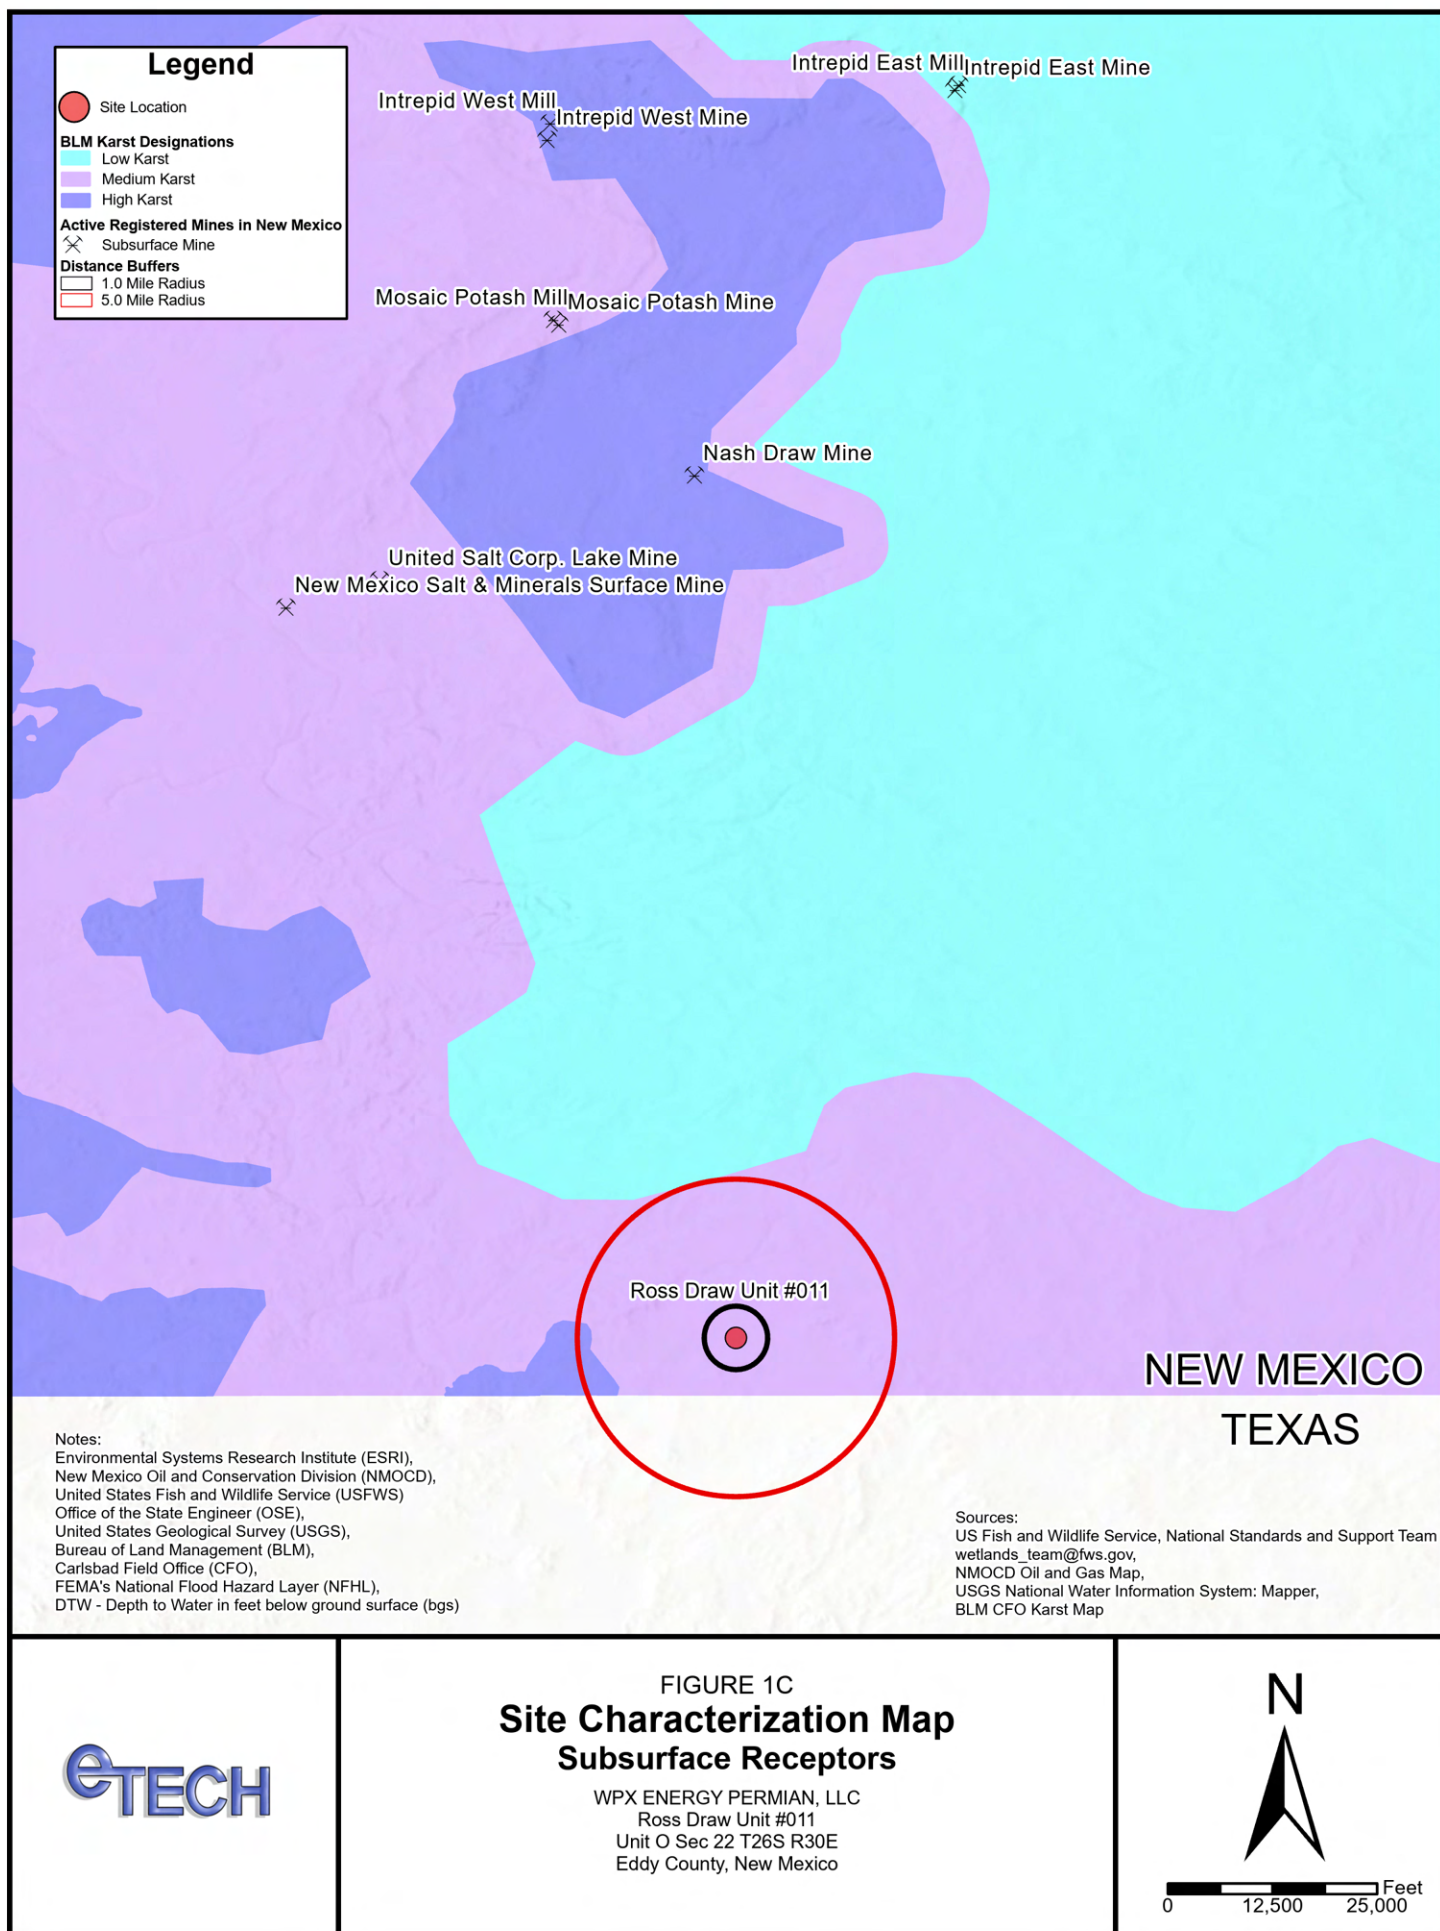 Legend
Site Location
BLM Karst Designations
Low Karst
Medium Karst
High Karst
Active Registered Mines in New Mexico
Subsurface Mine
Distance Buffers
1.0 Mile Radius
5.0 Mile Radius
Intrepid East Mill
Intrepid East Mine
Intrepid West Mill
Intrepid West Mine
Mosaic Potash Mill
Mosaic Potash Mine
Nash Draw Mine
United Salt Corp. Lake Mine
New Mexico Salt & Minerals Surface Mine
Ross Draw Unit #011
NEW MEXICO
TEXAS
Notes:
Environmental Systems Research Institute (ESRI),
New Mexico Oil and Conservation Division (NMOCD),
United States Fish and Wildlife Service (USFWS)
Office of the State Engineer (OSE),
United States Geological Survey (USGS),
Bureau of Land Management (BLM),
Carlsbad Field Office (CFO),
FEMA's National Flood Hazard Layer (NFHL),
DTW - Depth to Water in feet below ground surface (bgs)
Sources:
US Fish and Wildlife Service, National Standards and Support Team
wetlands_team@fws.gov,
NMOCD Oil and Gas Map,
USGS National Water Information System: Mapper,
BLM CFO Karst Map
eTECH
FIGURE 1C
Site Characterization Map
Subsurface Receptors
WPX ENERGY PERMIAN, LLC
Ross Draw Unit #011
Unit O Sec 22 T26S R30E
Eddy County, New Mexico
N
Feet
0 12,500 25,000